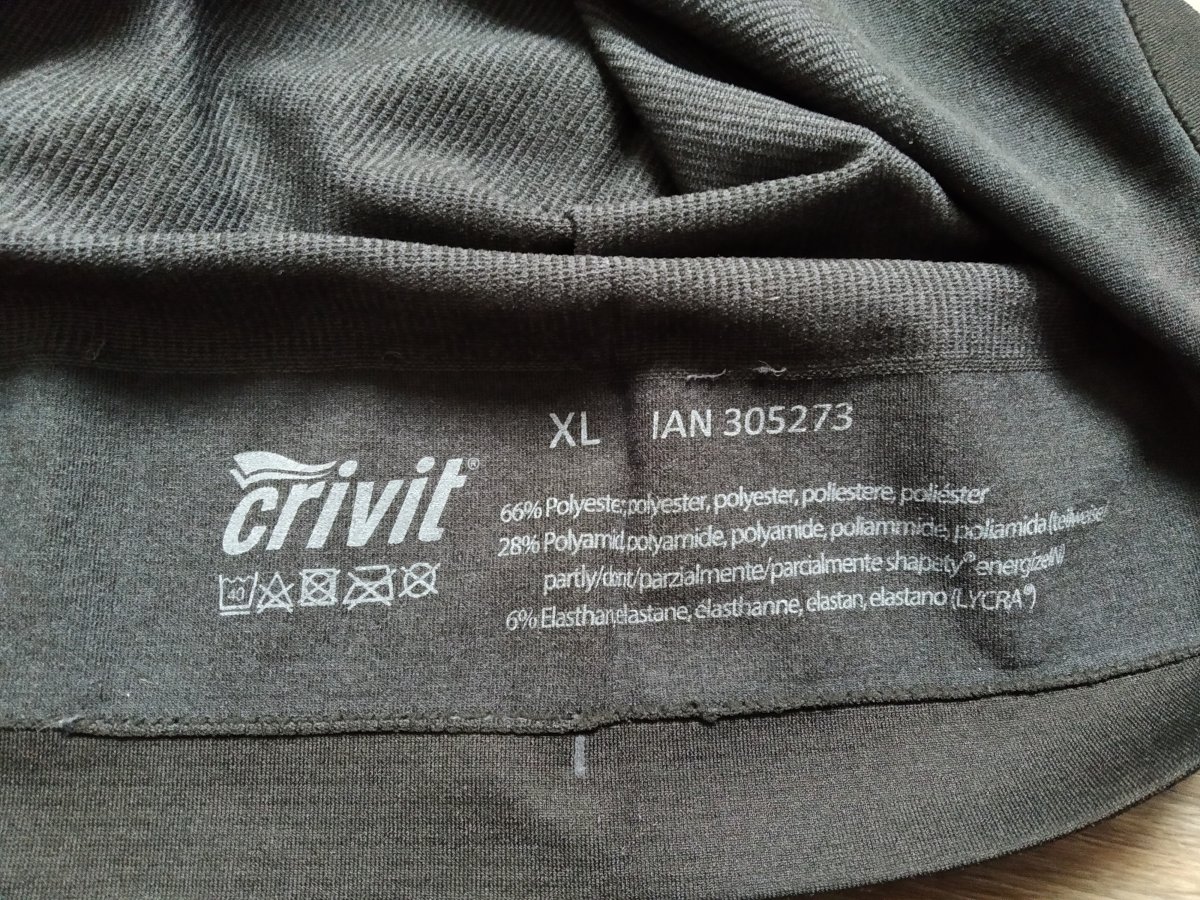 XL IAN 305273
crivit®
66% Polyester, polyester, polyester, poliestere, poliéster
28% Polyamid, polyamide, polyamide, poliammide, poliamida (teilweise/
partly/dont/parzialmente/parcialmente shapety® energizeIV)
40
6% Elasthan, elastane, élasthanne, elastan, elastano (LYCRA®)